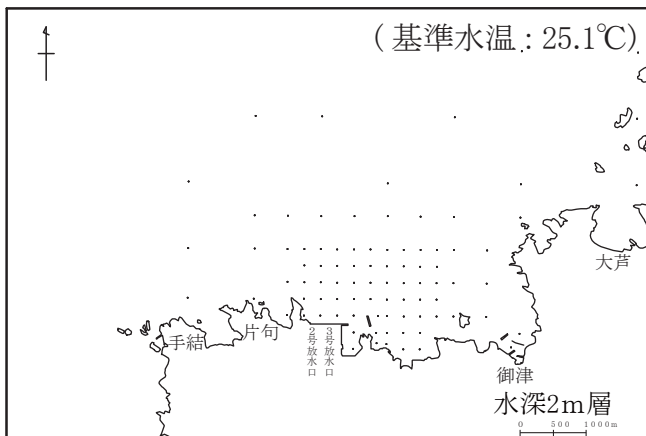 (基準水温 : 25.1℃)
大芦
片句
手結
2号放水口
3号放水口
御津
水深2m層
0 500 1000m